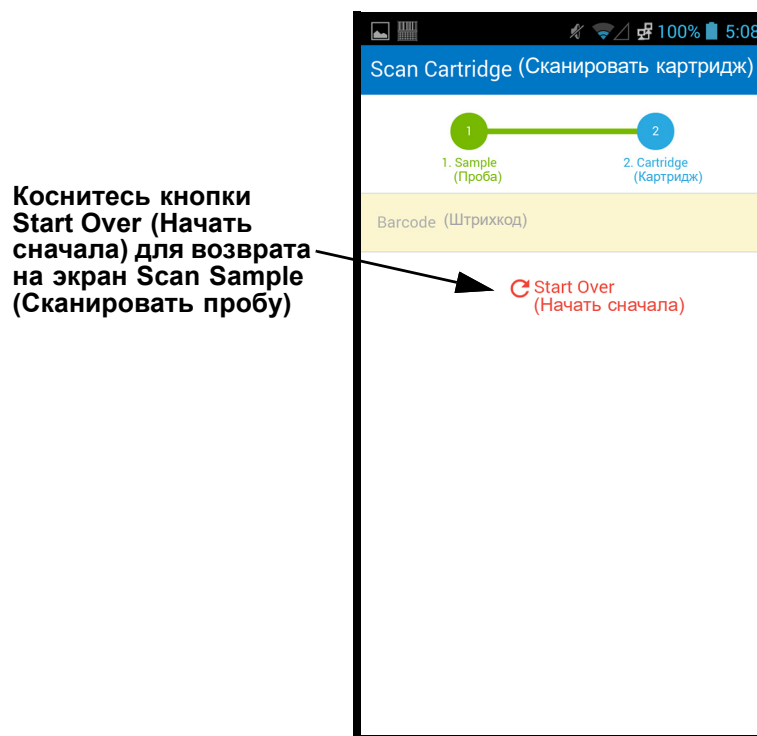 100% 5:08
Scan Cartridge (Сканировать картридж)
1 2
1. Sample
(Проба)
2. Cartridge
(Картридж)
Коснитесь кнопки
Start Over (Начать
сначала) для возврата
на экран Scan Sample
(Сканировать пробу)
Barcode (Штрихкод)
Start Over
(Начать сначала)